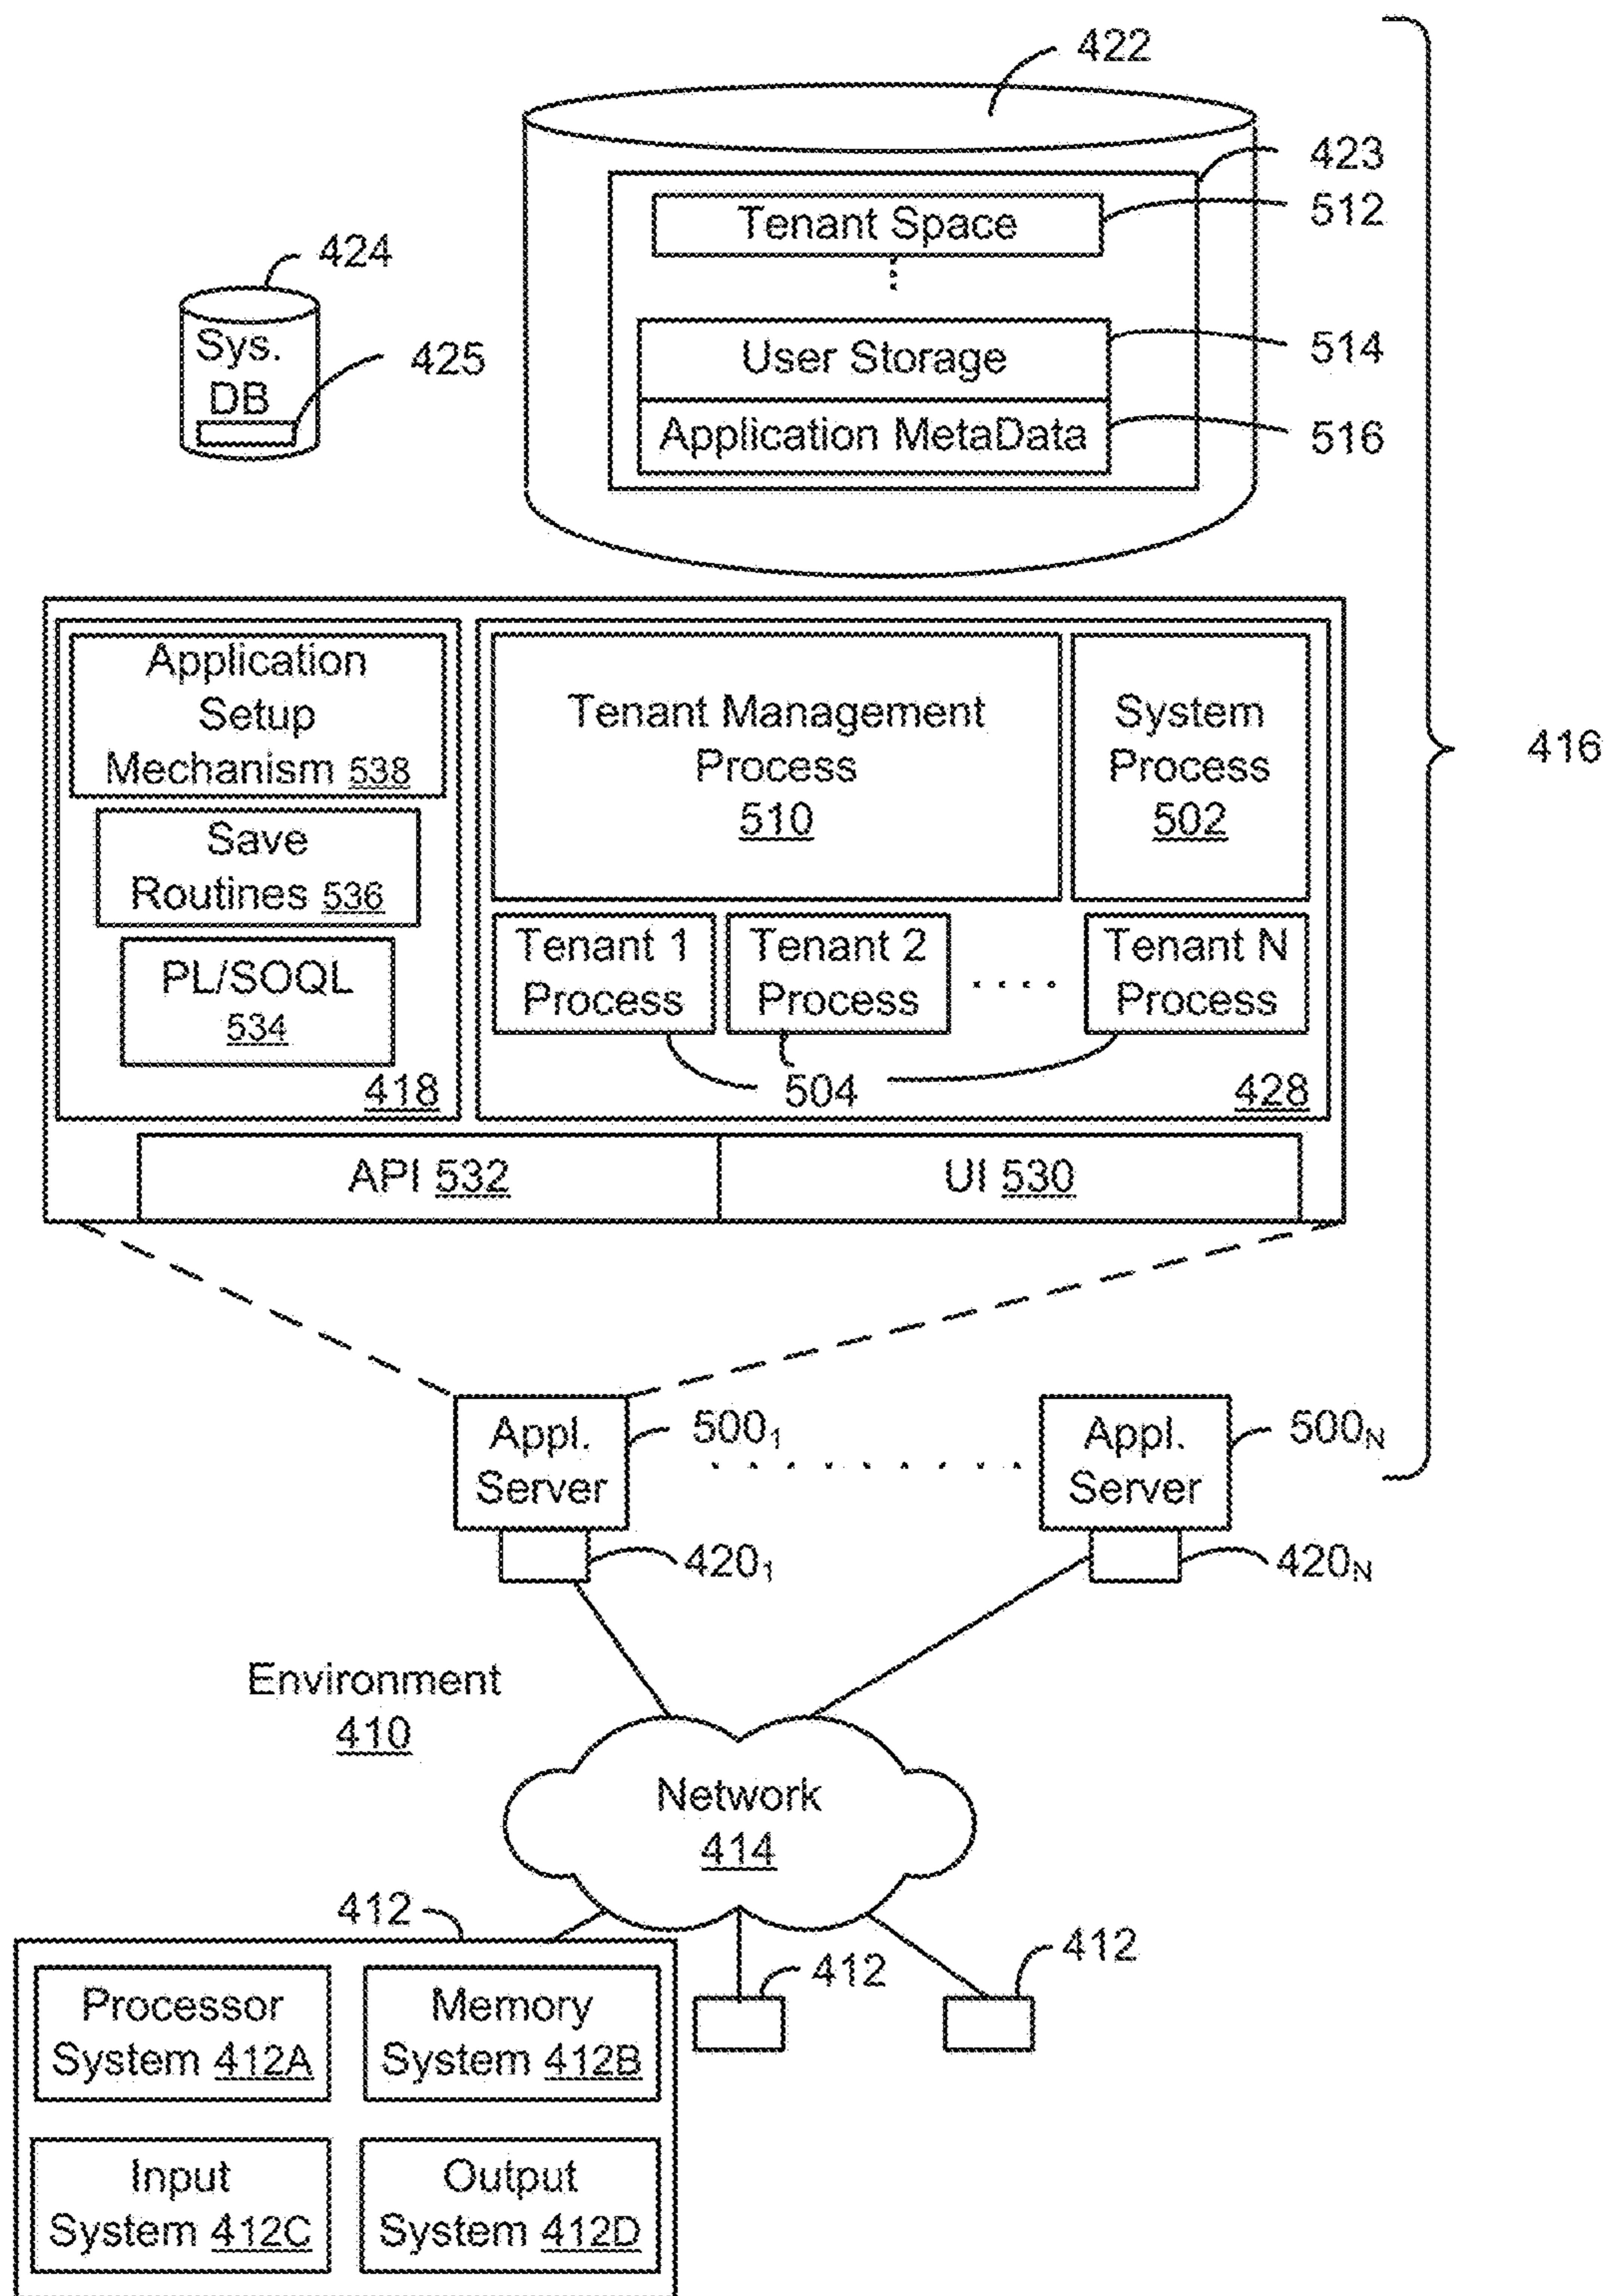 422
423
Tenant Space
512
424
Sys.
DB
425
User Storage
514
Application MetaData
516
Application
Setup
Mechanism 538
Tenant Management
Process
510
System
Process
502
416
Save
Routines 536
PL/SOQL
534
Tenant 1
Process
Tenant 2
Process
Tenant N
Process
418
504
428
API 532
UI 530
Appl.
Server
500₁
Appl.
Server
500N
420₁
420N
Environment
410
Network
414
412
412
412
Processor
System 412A
Memory
System 412B
Input
System 412C
Output
System 412D